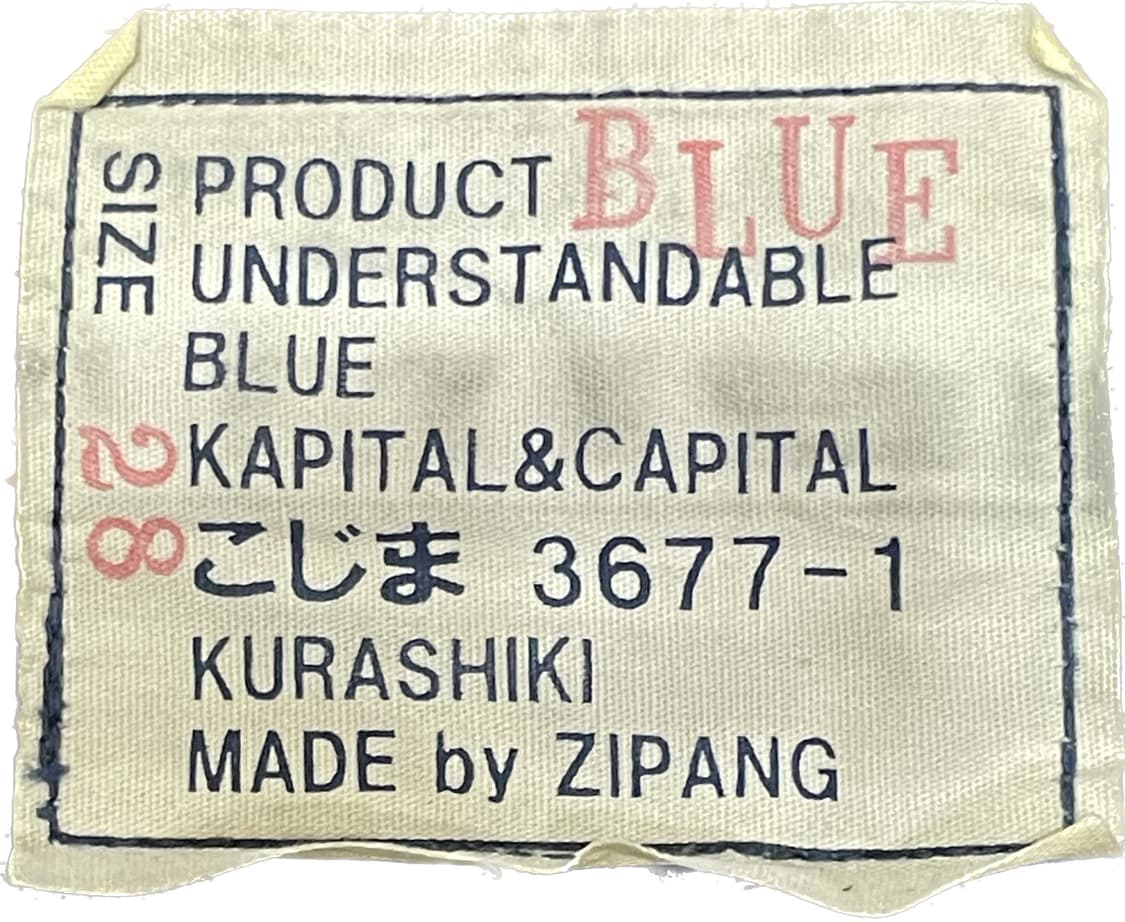 PRODUCT BLUE
UNDERSTANDABLE
BLUE
KAPITAL&CAPITAL
こじま 3677-1
KURASHIKI
MADE by ZIPANG
SIZE 28